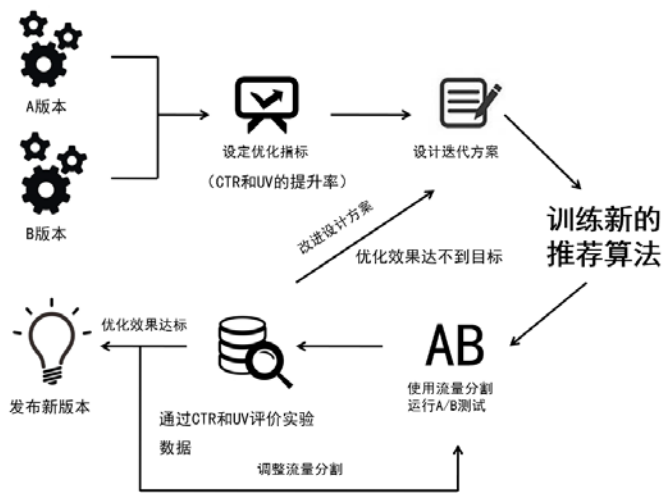 A版本
B版本
设定优化指标
（CTR和UV的提升率）
设计迭代方案
训练新的
推荐算法
改进设计方案
优化效果达不到目标
优化效果达标
发布新版本
通过CTR和UV评价实验
数据
AB
使用流量分割
运行A/B测试
调整流量分割